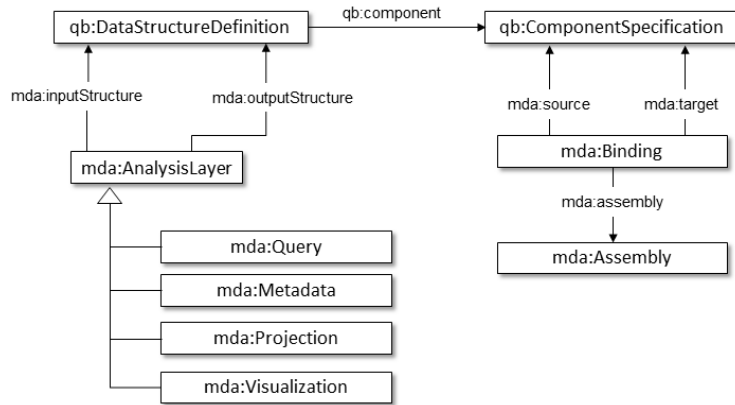 qb:component
qb:DataStructureDefinition
qb:ComponentSpecification
mda:inputStructure
mda:outputStructure
mda:source
mda:target
mda:AnalysisLayer
mda:Binding
mda:assembly
mda:Query
mda:Assembly
mda:Metadata
mda:Projection
mda:Visualization